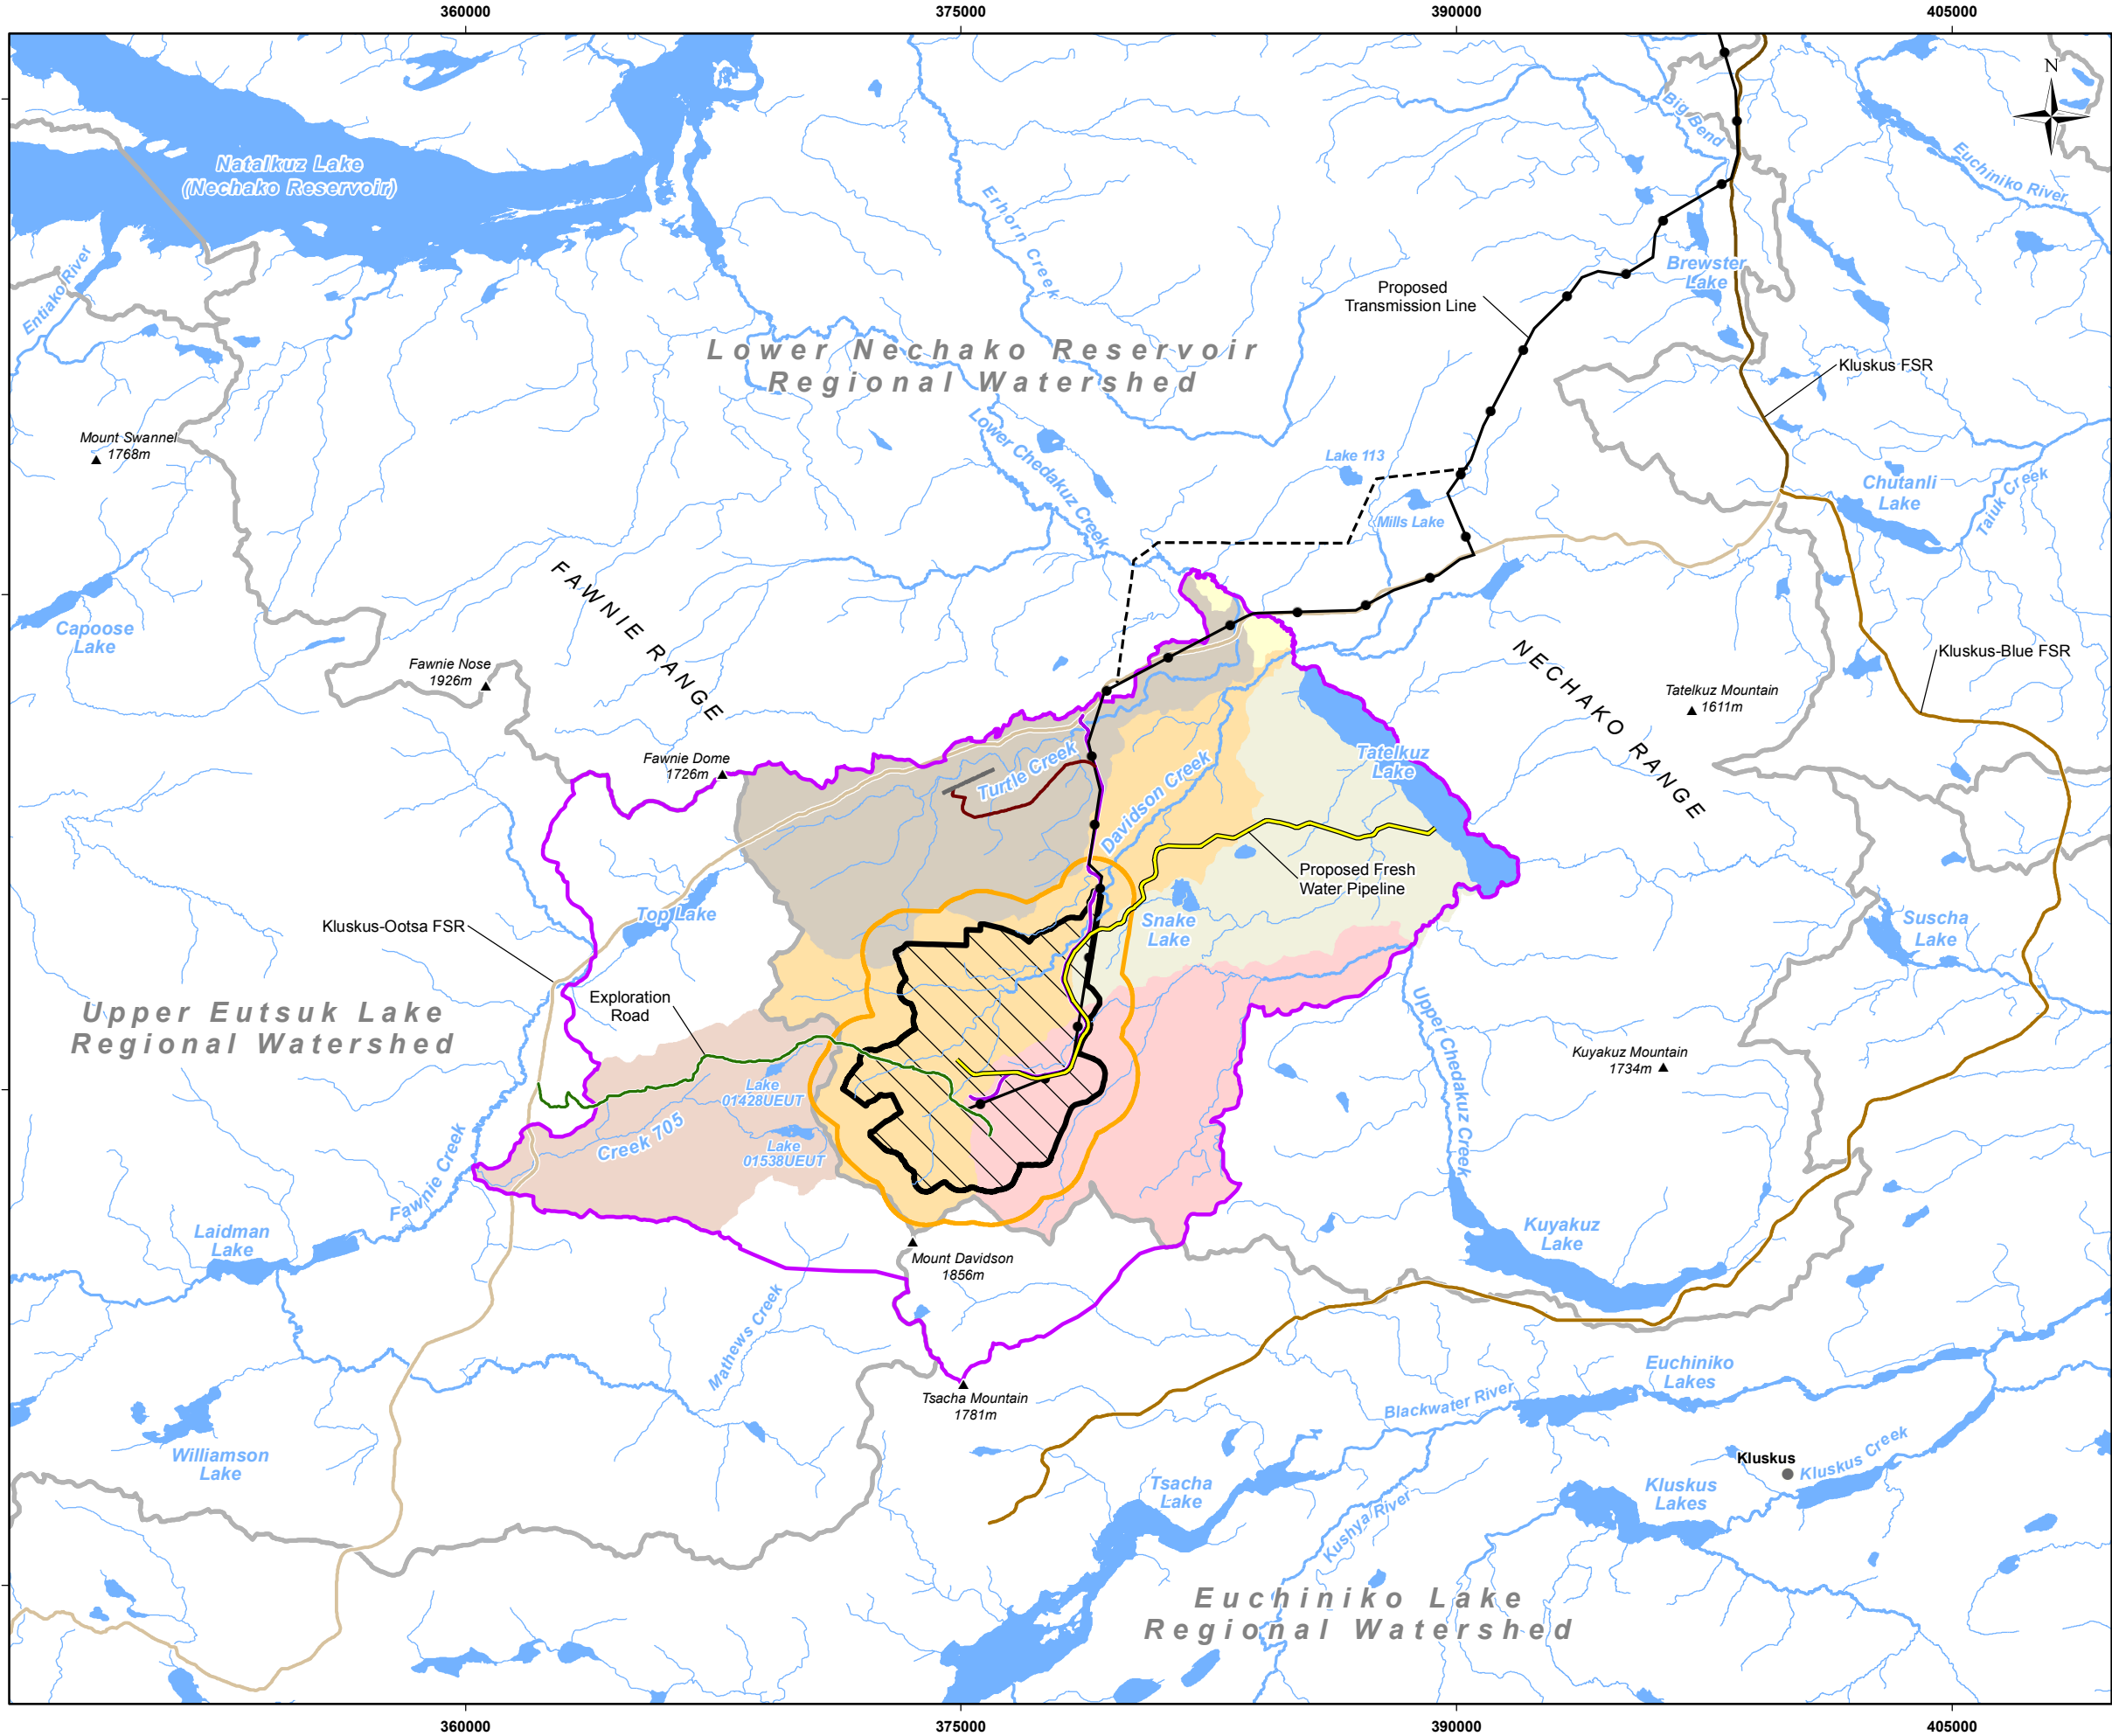 360000
375000
390000
405000
N
Big Bend
Euchiniko River
Natalkuz Lake
(Nechako Reservoir)
Erhorn Creek
Entiako River
Brewster
Lake
Proposed
Transmission Line
Lower Nechako Reservoir
Regional Watershed
Kluskus FSR
Mount Swannel
1768m
Lower Chedakuz Creek
Lake 113
Mills Lake
Chutanli
Lake
Taiuk Creek
FAWNIE RANGE
Capoose
Lake
Fawnie Nose
1926m
NECHAKO RANGE
Kluskus-Blue FSR
Tatelkuz Mountain
1611m
Fawnie Dome
1726m
Turtle Creek
Davidson Creek
Tatelkuz
Lake
Proposed Fresh
Water Pipeline
Top Lake
Snake
Lake
Suscha
Lake
Kluskus-Ootsa FSR
Exploration
Road
Upper Eutsuk Lake
Regional Watershed
Upper Chedakuz Creek
Kuyakuz Mountain
1734m
Lake
01428UEUT
Creek 705
Lake
01538UEUT
Fawnie Creek
Laidman
Lake
Kuyakuz
Lake
Mount Davidson
1856m
Mathews Creek
Tsacha Mountain
1781m
Euchiniko
Lakes
Blackwater River
Williamson
Lake
Kluskus
Kluskus Creek
Tsacha
Lake
Kluskus
Lakes
Kushya River
Euchiniko Lake
Regional Watershed
360000
375000
390000
405000